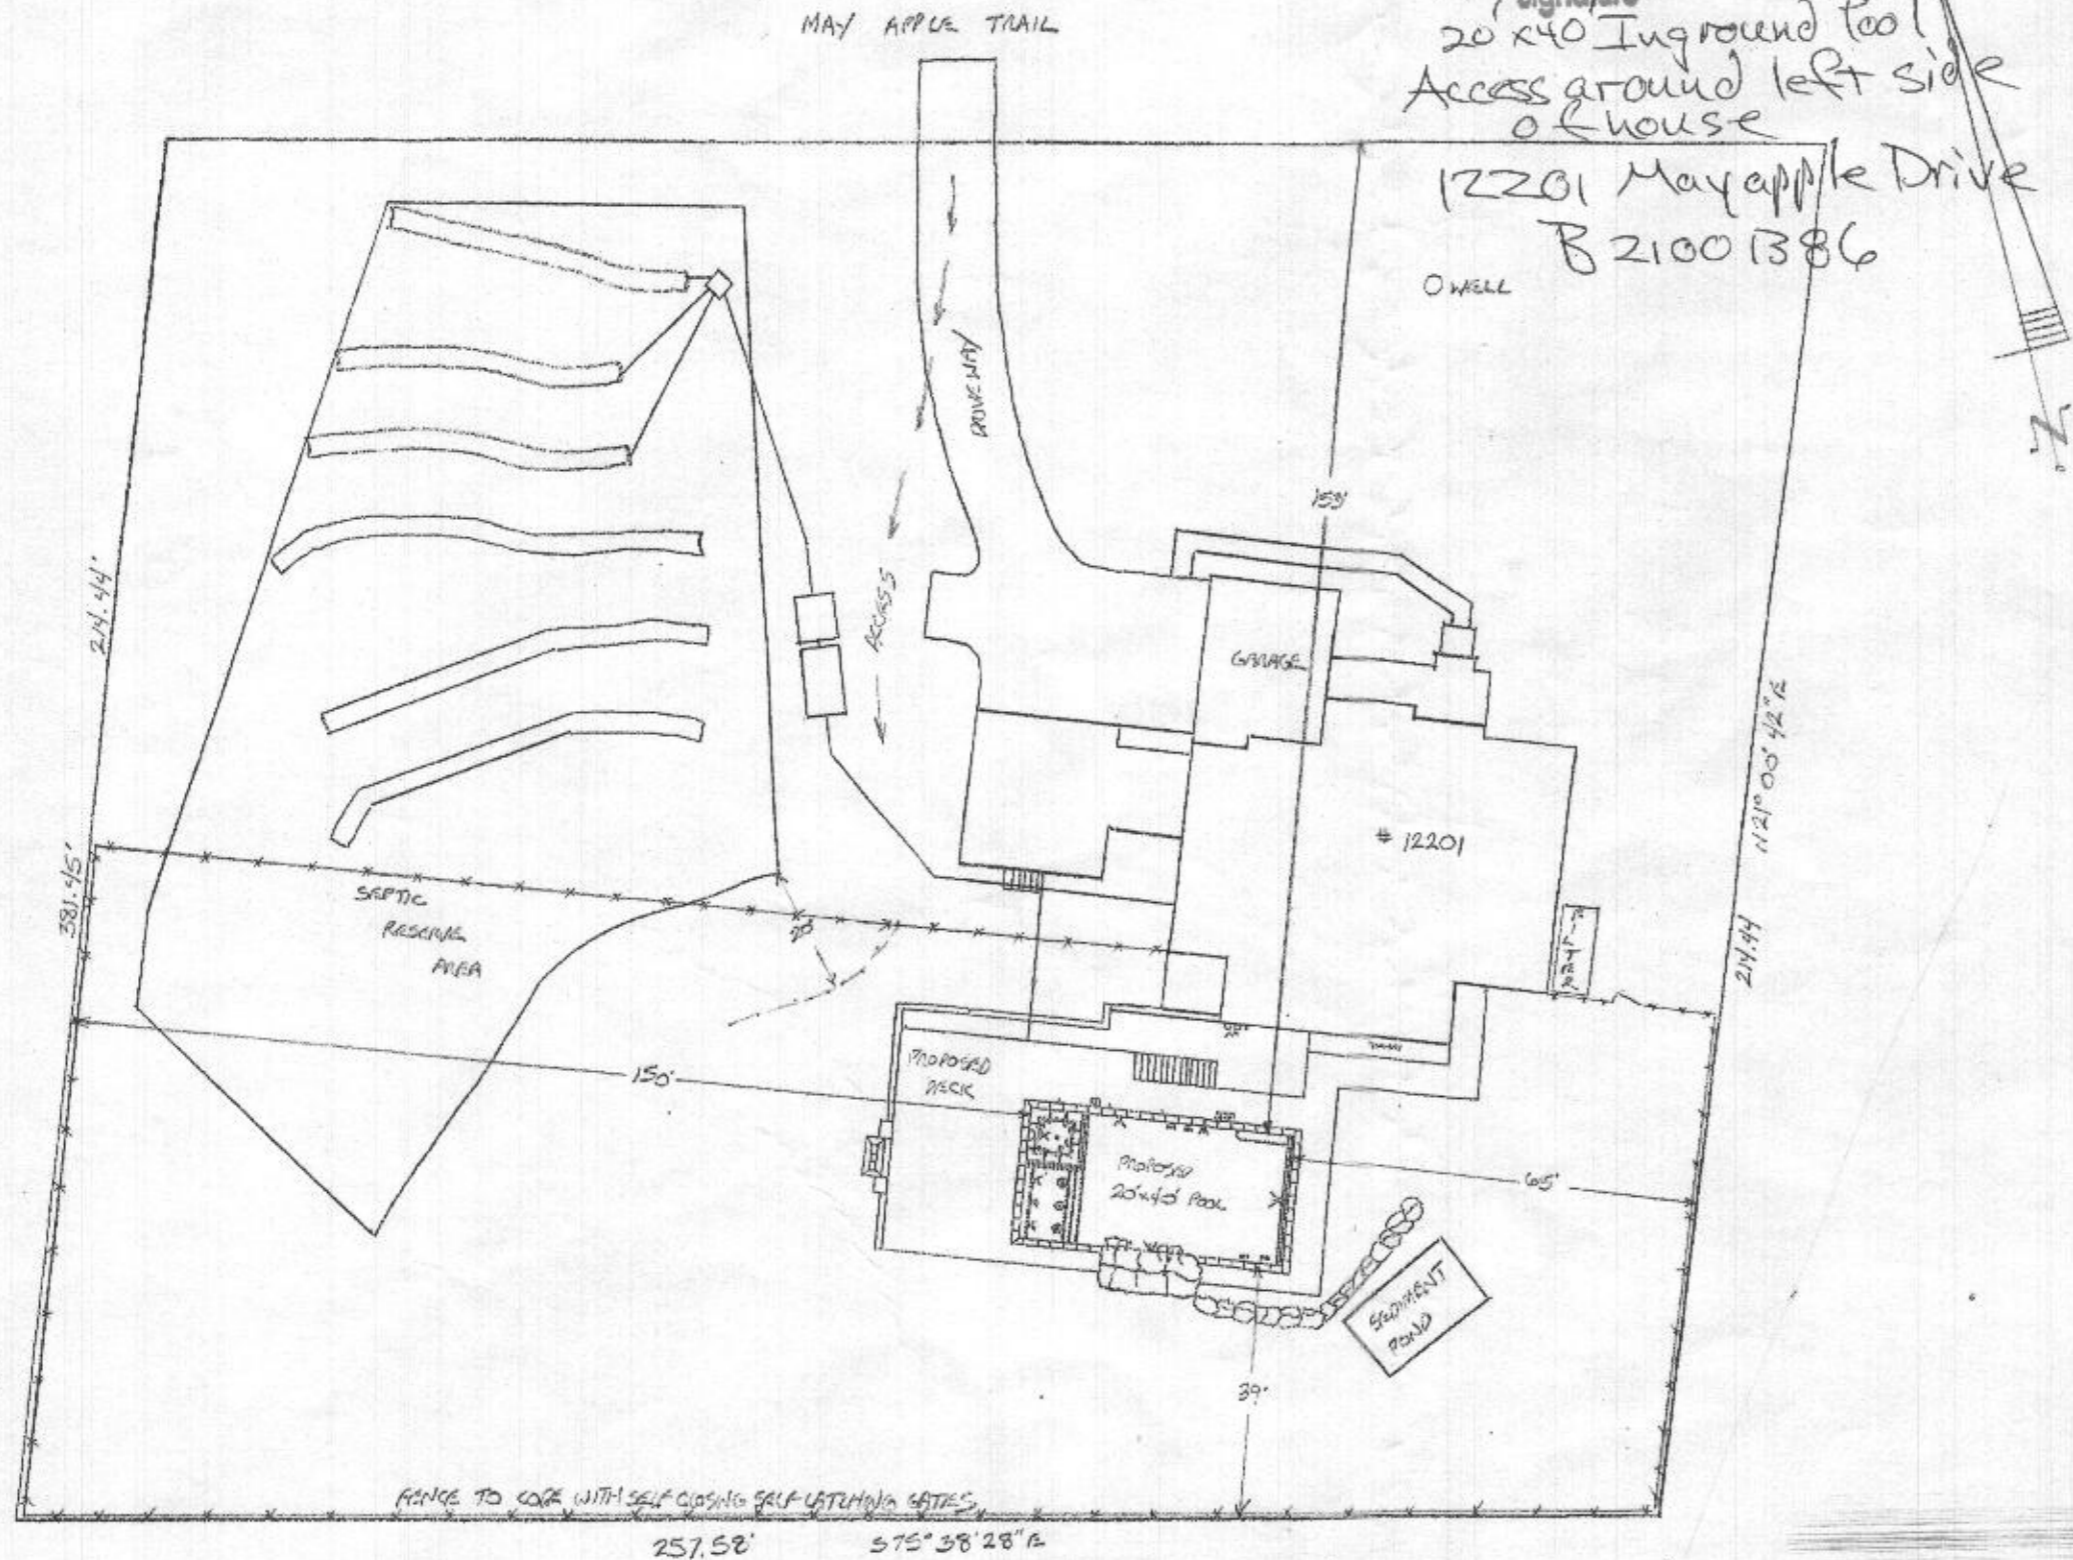 MAY APPLE TRAIL
20 x40 Inground Pool
Access around left side
of house
12201 Mayapple Drive
B21001386
WELL
DRIVEWAY
153'
ACCESS
GARAGE
214.44'
N21°00'42"E
# 12201
381.45'
SEPTIC
RESERVE
AREA
20'
214.44
150'
PROPOSED
DECK
PROPOSED
20'x40' POOL
65'
SEDIMENT
POND
39'
FENCE TO CODE WITH SELF CLOSING SELF LATCHING GATES
257.58'
S75°38'28"E
N